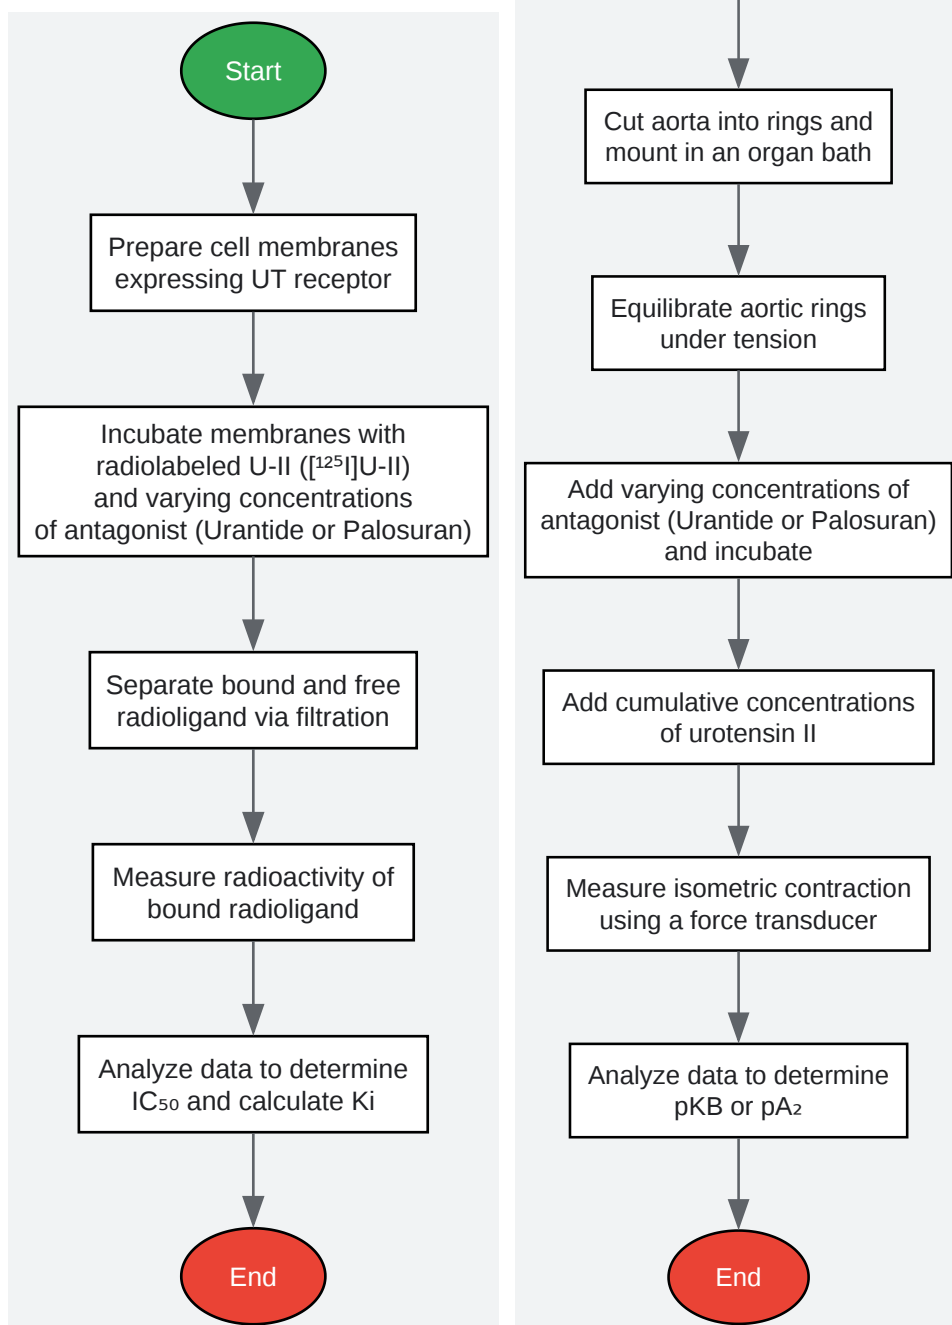 Start
Prepare cell membranes
expressing UT receptor
Incubate membranes with
radiolabeled U-II ([¹²⁵I]U-II)
and varying concentrations
of antagonist (Urantide or Palosuran)
Separate bound and free
radioligand via filtration
Measure radioactivity of
bound radioligand
Analyze data to determine
IC₅₀ and calculate Ki
End
Cut aorta into rings and
mount in an organ bath
Equilibrate aortic rings
under tension
Add varying concentrations of
antagonist (Urantide or Palosuran)
and incubate
Add cumulative concentrations
of urotensin II
Measure isometric contraction
using a force transducer
Analyze data to determine
pKB or pA₂
End